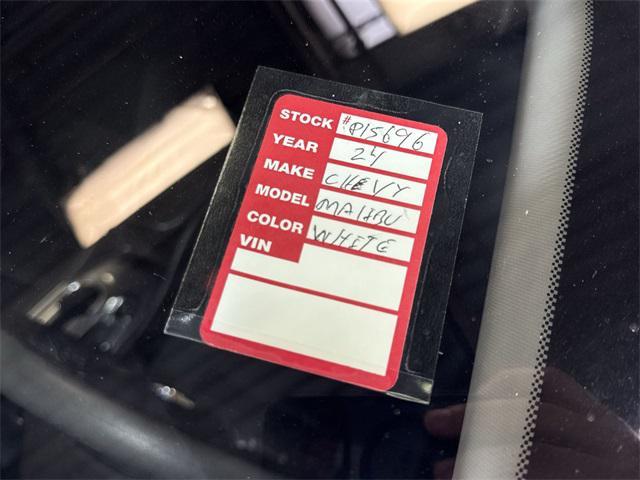 STOCK # P15696
YEAR 24
MAKE CHEVY
MODEL MALIBU
COLOR WHITE
VIN